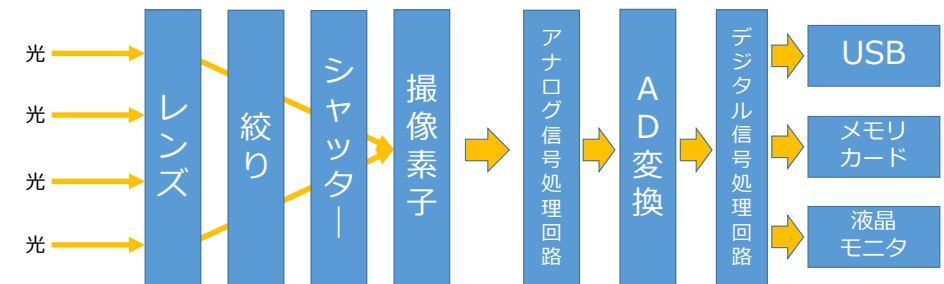 光
光
光
光
レンズ
絞り
シャッター
撮像素子
アナログ信号処理回路
AD変換
デジタル信号処理回路
USB
メモリ
カード
液晶
モニタ